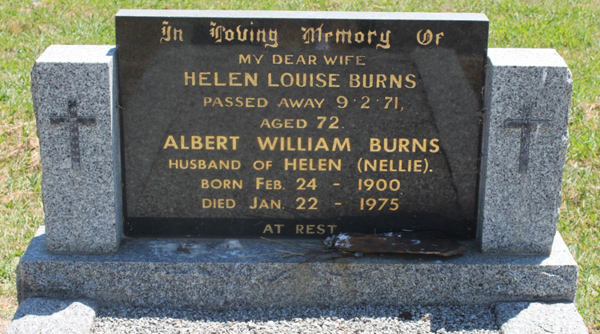 In Loving Memory Of
MY DEAR WIFE
HELEN LOUISE BURNS
PASSED AWAY 9·2·71,
AGED 72.
ALBERT WILLIAM BURNS
HUSBAND OF HELEN (NELLIE).
BORN FEB. 24 - 1900
DIED JAN. 22 - 1975
AT REST